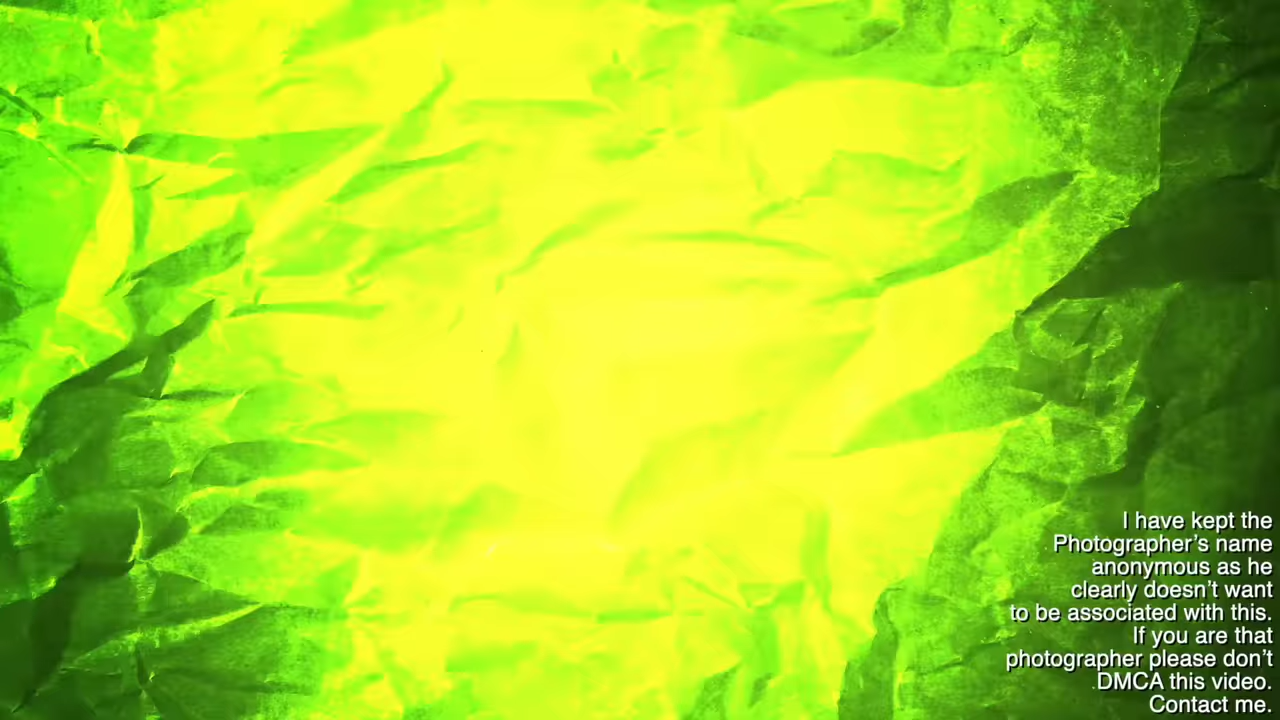 I have kept the
Photographer's name
anonymous as he
clearly doesn't want
to be associated with this.
If you are that
photographer please don't
DMCA this video.
Contact me.